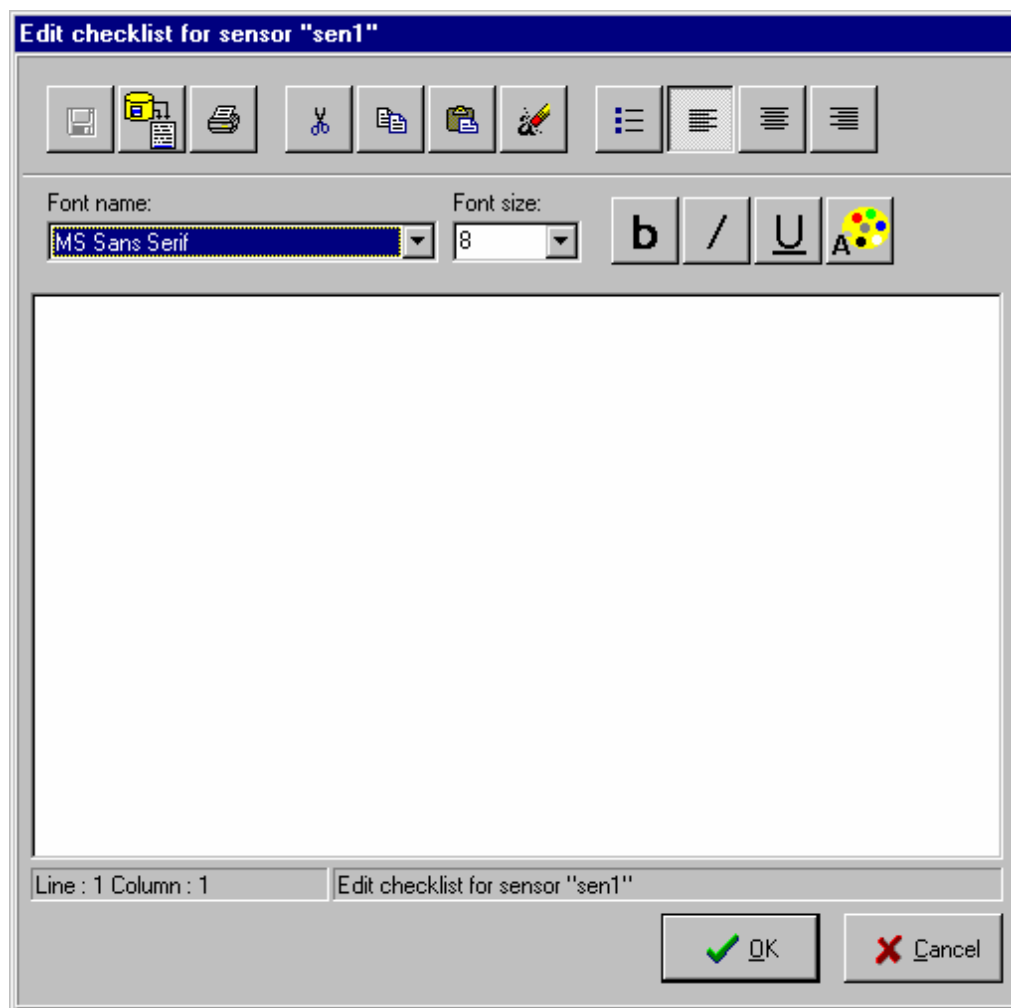 Edit checklist for sensor "sen1"
Font name:
Font size:
MS Sans Serif
8
b
/
U
A
Line : 1 Column : 1
Edit checklist for sensor "sen1"
OK
Cancel